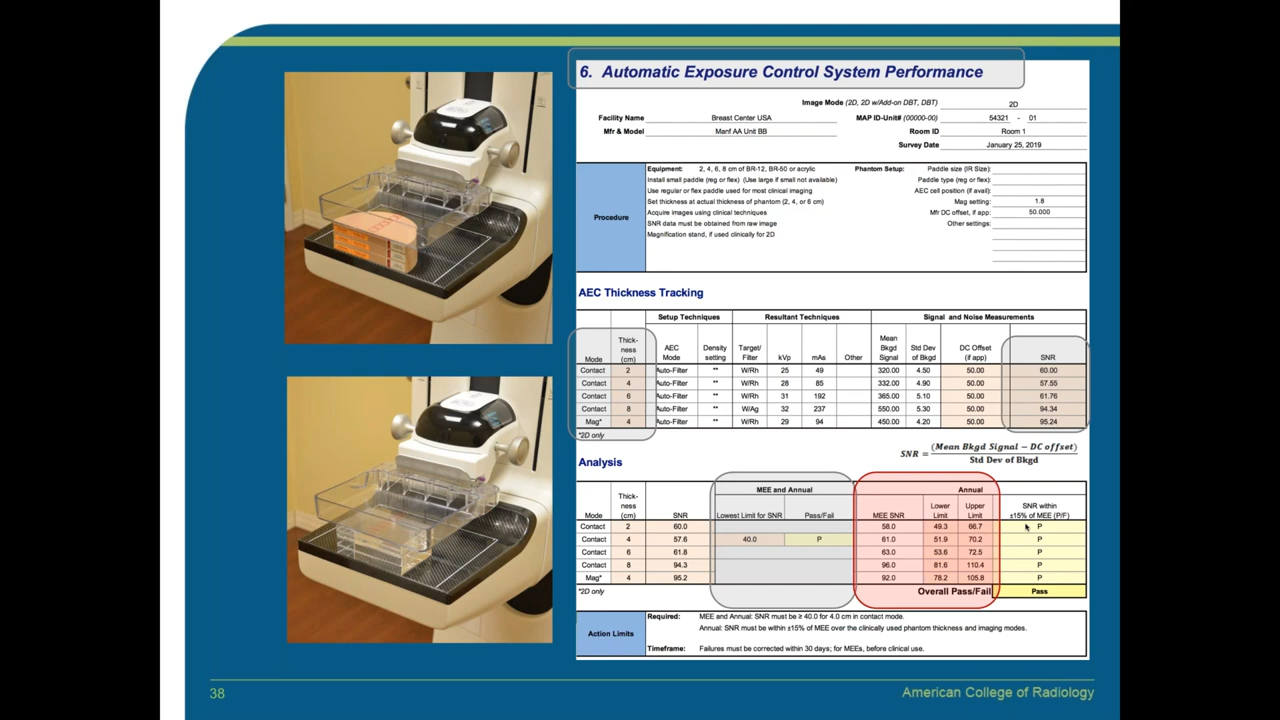 6. Automatic Exposure Control System Performance
Image Mode (2D, 2D w/Add-on DBT, DBT) 2D
Facility Name Breast Center USA MAP ID-Unit# (00000-00) 54321 - 01
Mfr & Model Manf AA Unit BB Room ID Room 1
Survey Date January 25, 2019
Procedure
Equipment: 2, 4, 6, 8 cm of BR-12, BR-50 or acrylic
Install small paddle (reg or flex) (Use large if small not available)
Use regular or flex paddle used for most clinical imaging
Set thickness at actual thickness of phantom (2, 4, or 6 cm)
Acquire images using clinical techniques
SNR data must be obtained from raw image
Magnification stand, if used clinically for 2D
Phantom Setup: Paddle size (IR Size):
Paddle type (reg or flex):
AEC cell position (if avail):
Mag setting: 1.8
Mfr DC offset, if app: 50.000
Other settings:
AEC Thickness Tracking
Setup Techniques Resultant Techniques Signal and Noise Measurements
Mode Thick-ness (cm) AEC Mode Density setting Target/Filter kVp mAs Other Mean Bkgd Signal Std Dev of Bkgd DC Offset (if app) SNR
Contact 2 Auto-Filter ** W/Rh 25 49 320.00 4.50 50.00 60.00
Contact 4 Auto-Filter ** W/Rh 28 85 332.00 4.90 50.00 57.55
Contact 6 Auto-Filter ** W/Rh 31 192 365.00 5.10 50.00 61.76
Contact 8 Auto-Filter ** W/Ag 32 237 550.00 5.30 50.00 94.34
Mag* 4 Auto-Filter ** W/Rh 29 94 450.00 4.20 50.00 95.24
*2D only
SNR = (Mean Bkgd Signal − DC offset) / Std Dev of Bkgd
Analysis
MEE and Annual Annual
Mode Thick-ness (cm) SNR Lowest Limit for SNR Pass/Fail MEE SNR Lower Limit Upper Limit SNR within ±15% of MEE (P/F)
Contact 2 60.0 58.0 49.3 66.7 P
Contact 4 57.6 40.0 P 61.0 51.9 70.2 P
Contact 6 61.8 63.0 53.6 72.5 P
Contact 8 94.3 96.0 81.6 110.4 P
Mag* 4 95.2 92.0 78.2 105.8 P
*2D only Overall Pass/Fail Pass
Action Limits
Required: MEE and Annual: SNR must be ≥ 40.0 for 4.0 cm in contact mode.
Annual: SNR must be within ±15% of MEE over the clinically used phantom thickness and imaging modes.
Timeframe: Failures must be corrected within 30 days; for MEEs, before clinical use.
38
American College of Radiology